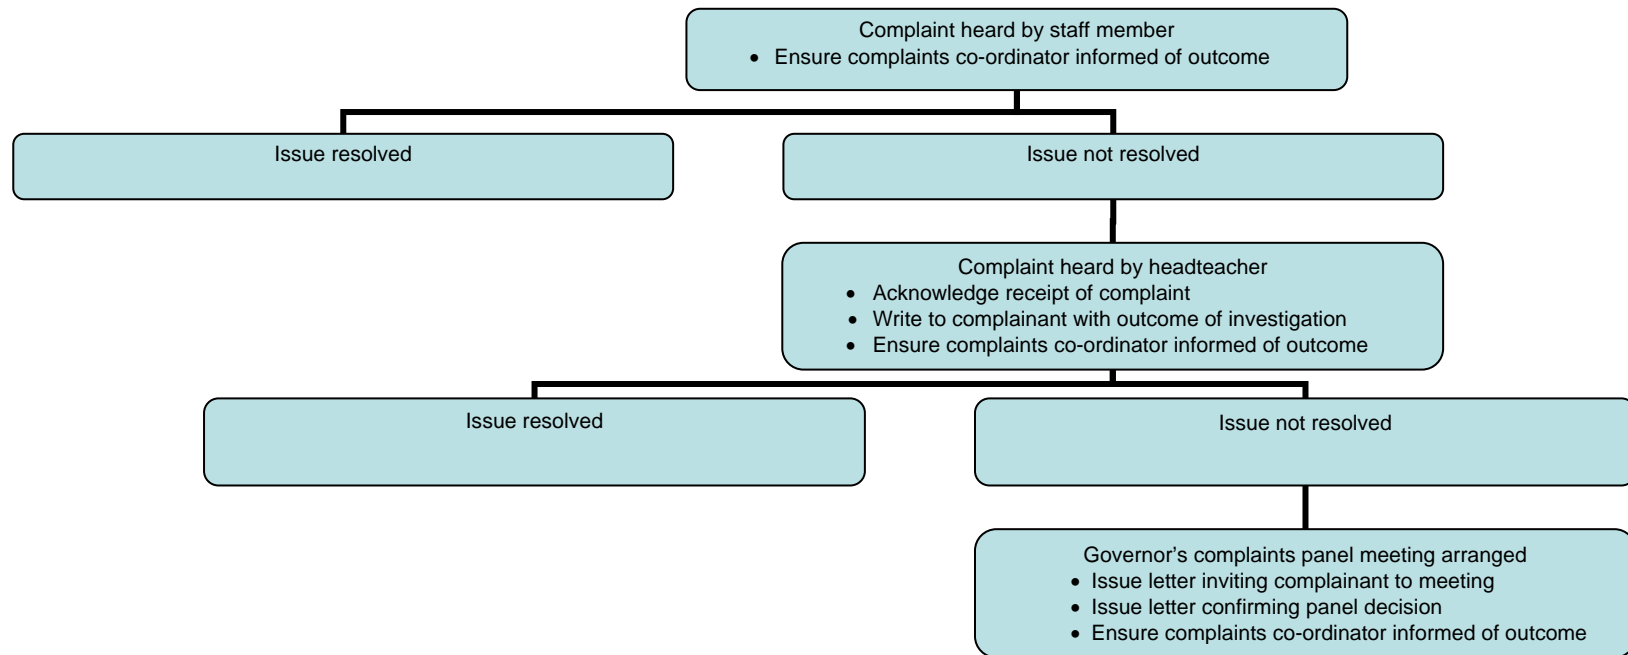 Complaint heard by staff member
• Ensure complaints co-ordinator informed of outcome
Issue resolved
Issue not resolved
Complaint heard by headteacher
• Acknowledge receipt of complaint
• Write to complainant with outcome of investigation
• Ensure complaints co-ordinator informed of outcome
Issue resolved
Issue not resolved
Governor’s complaints panel meeting arranged
• Issue letter inviting complainant to meeting
• Issue letter confirming panel decision
• Ensure complaints co-ordinator informed of outcome